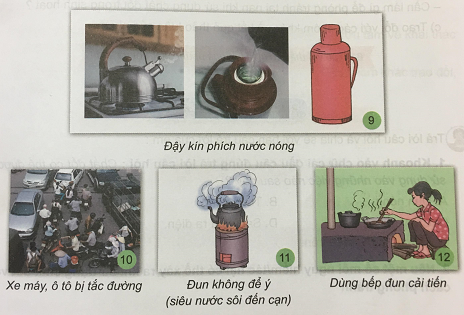 9
Đậy kín phích nước nóng
10
11
12
Xe máy, ô tô bị tắc đường
Đun không để ý
(siêu nước sôi đến cạn)
Dùng bếp đun cải tiến